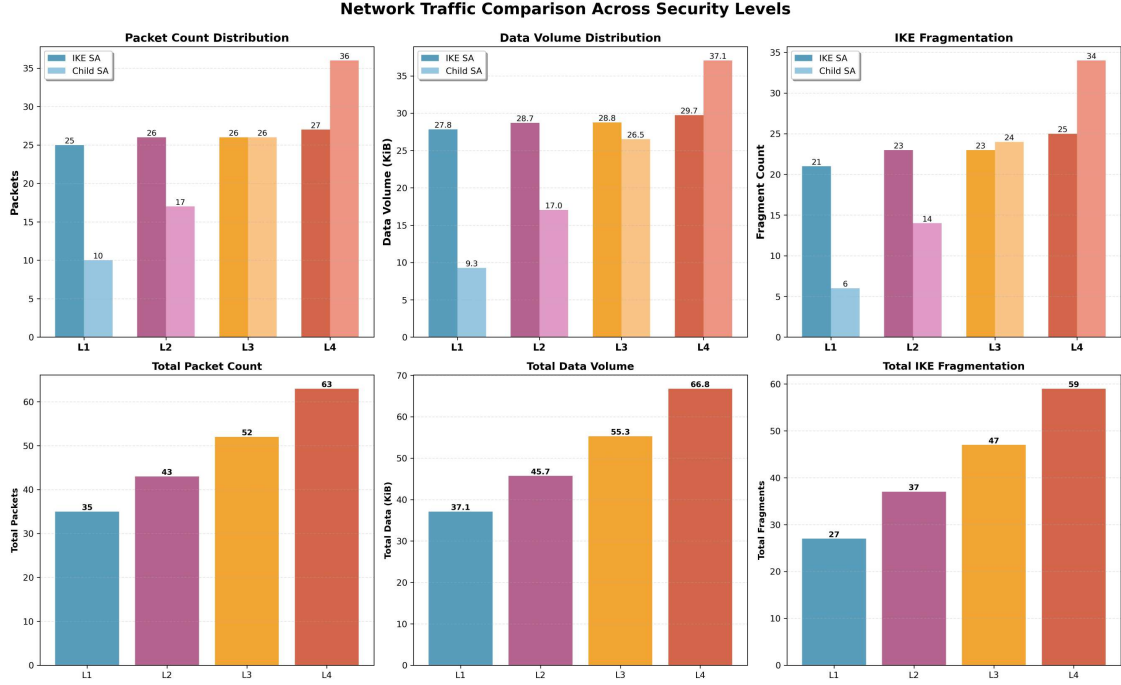 Network Traffic Comparison Across Security Levels
Packet Count Distribution
IKE SA
Child SA
Packets
35
30
25
20
15
10
5
0
25
10
26
17
26
26
27
36
L1
L2
L3
L4
Data Volume Distribution
IKE SA
Child SA
Data Volume (KiB)
35
30
25
20
15
10
5
0
27.8
9.3
28.7
17.0
28.8
26.5
29.7
37.1
L1
L2
L3
L4
IKE Fragmentation
IKE SA
Child SA
Fragment Count
35
30
25
20
15
10
5
0
21
6
23
14
23
24
25
34
L1
L2
L3
L4
Total Packet Count
Total Packets
60
50
40
30
20
10
0
35
43
52
63
L1
L2
L3
L4
Total Data Volume
Total Data (KiB)
70
60
50
40
30
20
10
0
37.1
45.7
55.3
66.8
L1
L2
L3
L4
Total IKE Fragmentation
Total Fragments
60
50
40
30
20
10
0
27
37
47
59
L1
L2
L3
L4